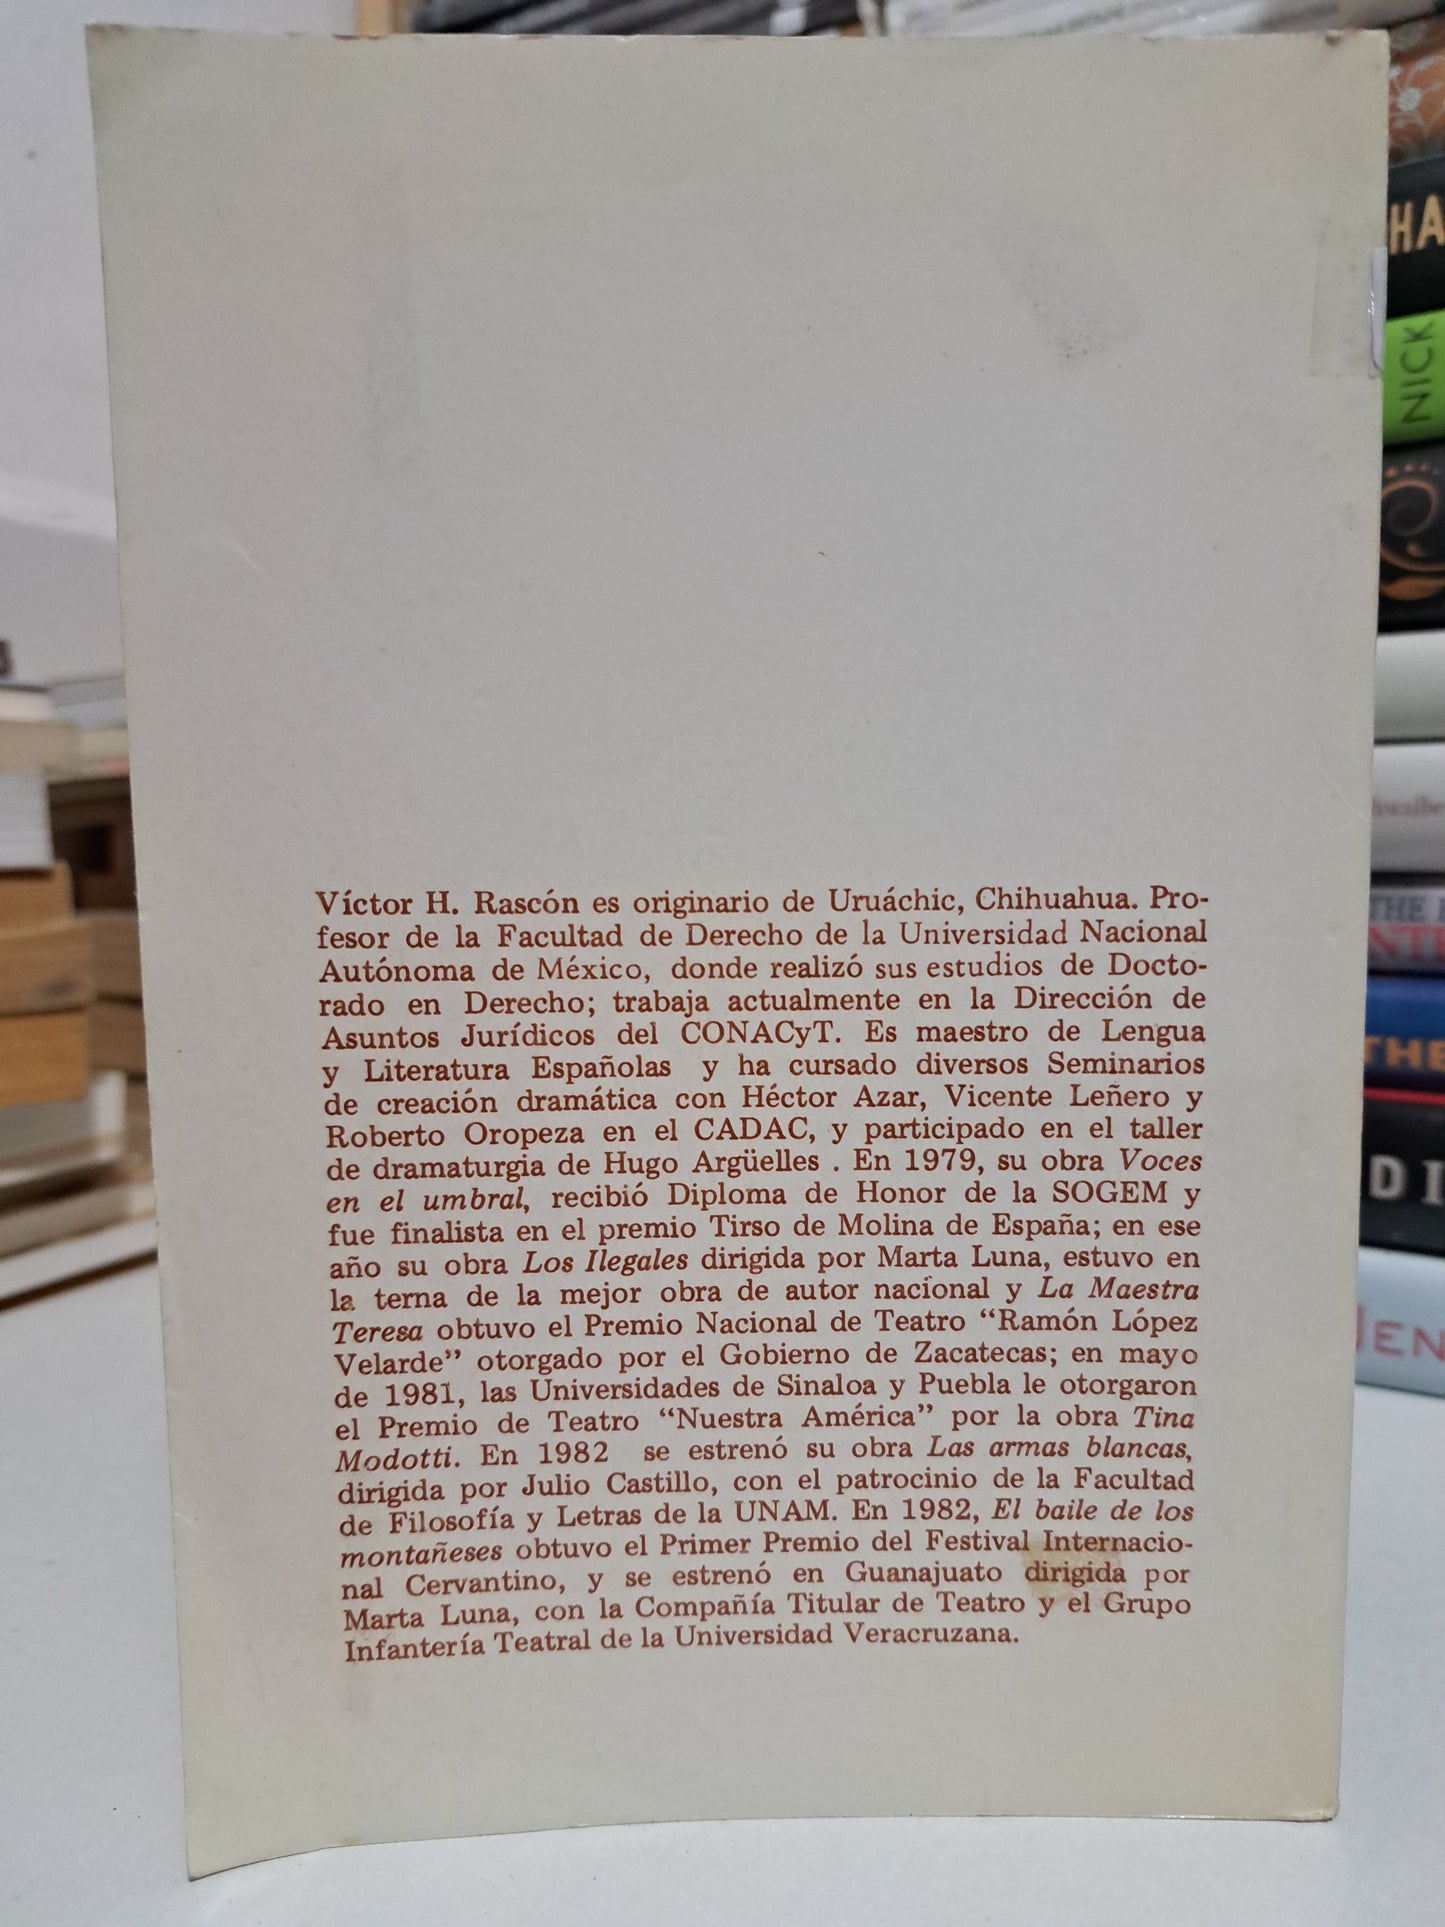 Víctor H. Rascón es originario de Uruáchic, Chihuahua. Pro-
fesor de la Facultad de Derecho de la Universidad Nacional
Autónoma de México, donde realizó sus estudios de Docto-
rado en Derecho; trabaja actualmente en la Dirección de
Asuntos Jurídicos del CONACyT. Es maestro de Lengua
y Literatura Españolas y ha cursado diversos Seminarios
de creación dramática con Héctor Azar, Vicente Leñero y
Roberto Oropeza en el CADAC, y participado en el taller
de dramaturgia de Hugo Argüelles . En 1979, su obra Voces
en el umbral, recibió Diploma de Honor de la SOGEM y
fue finalista en el premio Tirso de Molina de España; en ese
año su obra Los Ilegales dirigida por Marta Luna, estuvo en
la terna de la mejor obra de autor nacional y La Maestra
Teresa obtuvo el Premio Nacional de Teatro “Ramón López
Velarde” otorgado por el Gobierno de Zacatecas; en mayo
de 1981, las Universidades de Sinaloa y Puebla le otorgaron
el Premio de Teatro “Nuestra América” por la obra Tina
Modotti. En 1982 se estrenó su obra Las armas blancas,
dirigida por Julio Castillo, con el patrocinio de la Facultad
de Filosofía y Letras de la UNAM. En 1982, El baile de los
montañeses obtuvo el Primer Premio del Festival Internacio-
nal Cervantino, y se estrenó en Guanajuato dirigida por
Marta Luna, con la Compañía Titular de Teatro y el Grupo
Infantería Teatral de la Universidad Veracruzana.
HA
NICK
THE
THE
DI